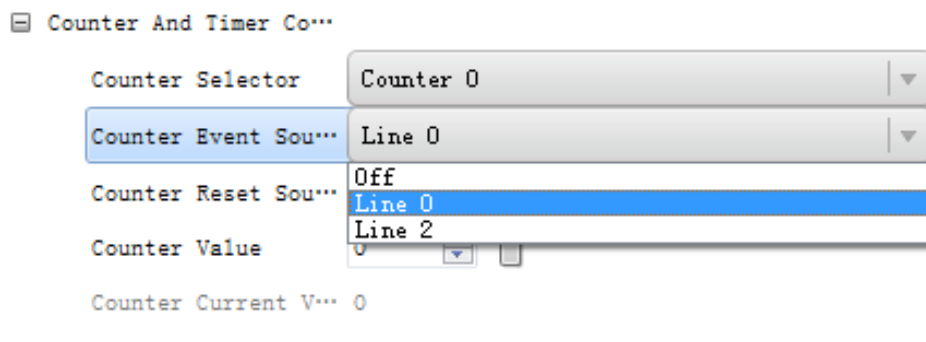 Counter And Timer Co…
Counter Selector Counter 0
Counter Event Sou… Line 0
Off
Counter Reset Sou… Line 0
Line 2
Counter Value 0
Counter Current V… 0